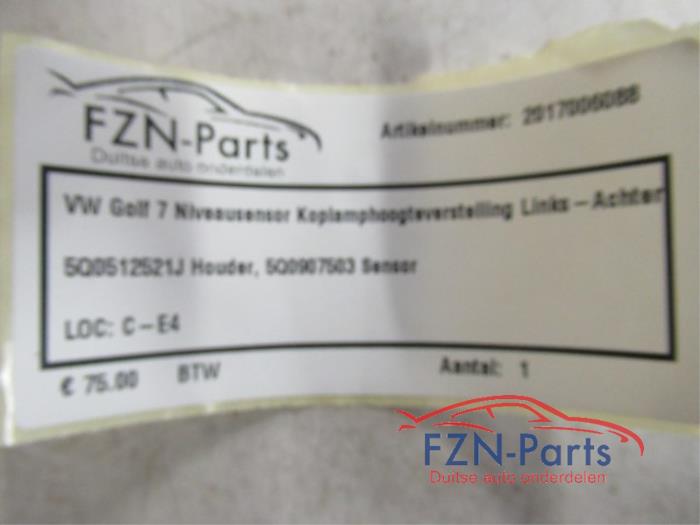 FZN-Parts
Duitse auto onderdelen
Artikelnummer: 2017006088
VW Golf 7 Niveausensor Koplamphoogteverstelling Links-Achter
5Q0512521J Houder, 5Q0907503 Sensor
LOC: C-E4
€ 75.00 BTW Aantal: 1
FZN-Parts
Duitse auto onderdelen